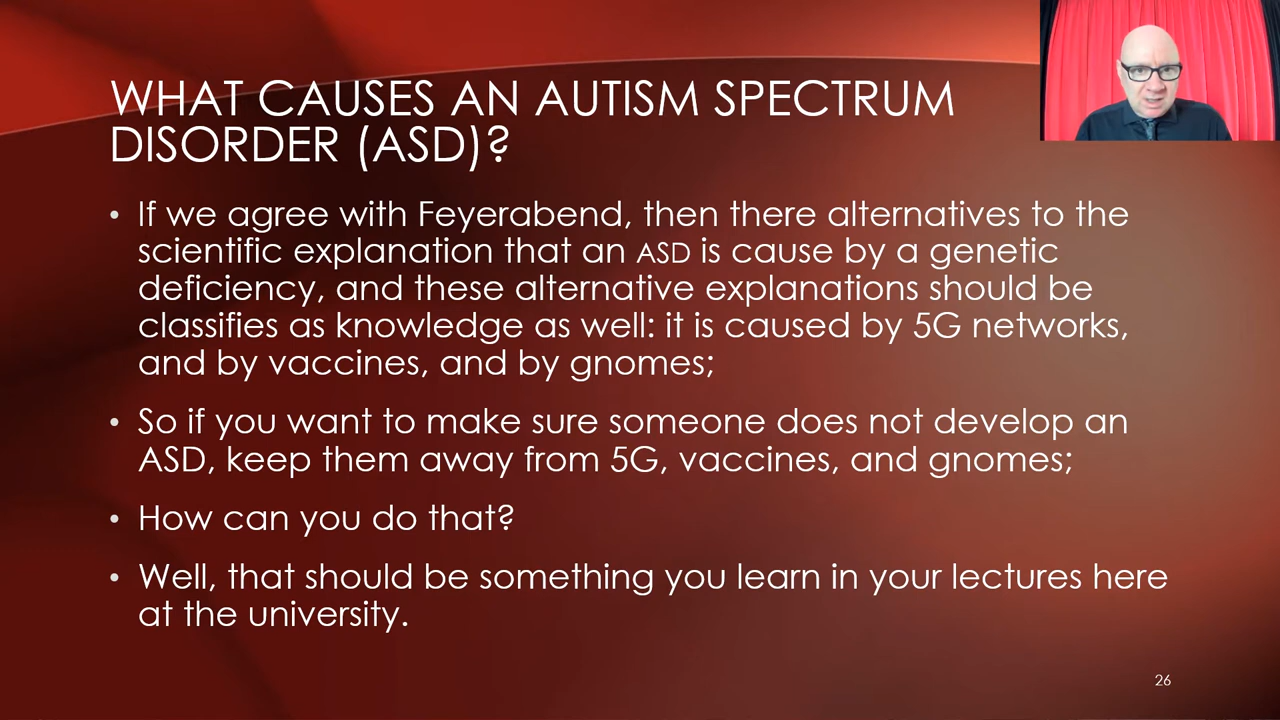 WHAT CAUSES AN AUTISM SPECTRUM
DISORDER (ASD)?
• If we agree with Feyerabend, then there alternatives to the
scientific explanation that an ASD is cause by a genetic
deficiency, and these alternative explanations should be
classifies as knowledge as well: it is caused by 5G networks,
and by vaccines, and by gnomes;
• So if you want to make sure someone does not develop an
ASD, keep them away from 5G, vaccines, and gnomes;
• How can you do that?
• Well, that should be something you learn in your lectures here
at the university.
26